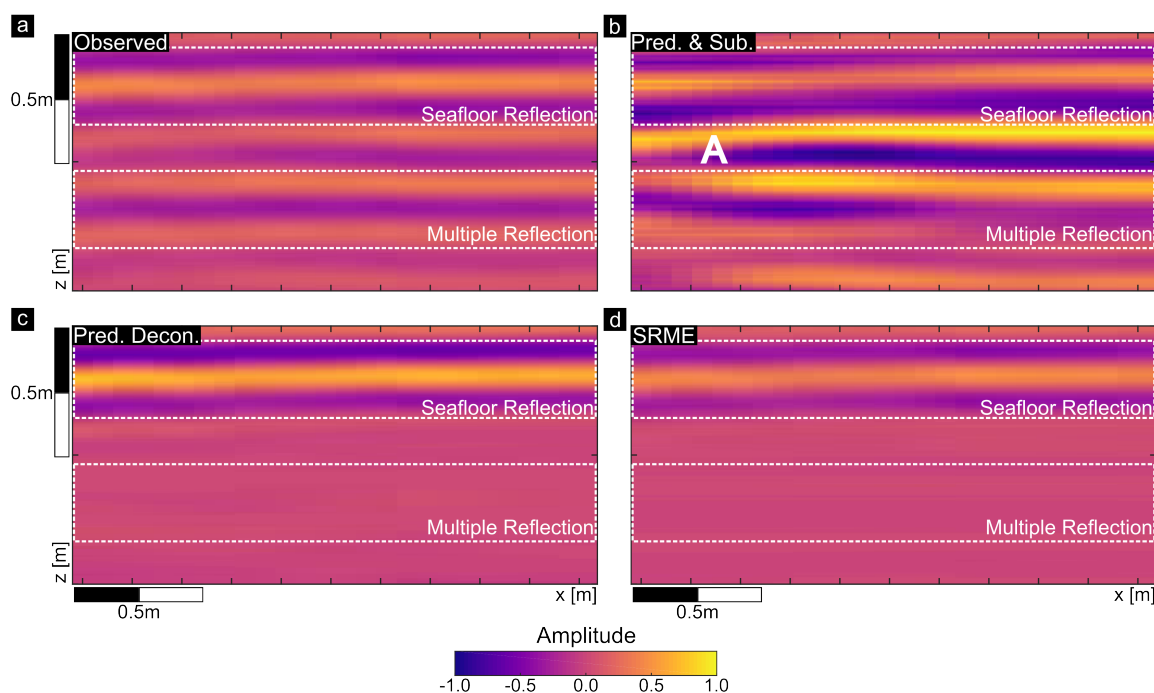 a
Observed
0.5m
Seafloor Reflection
Multiple Reflection
z [m]
b
Pred. & Sub.
Seafloor Reflection
A
Multiple Reflection
c
Pred. Decon.
0.5m
Seafloor Reflection
Multiple Reflection
z [m]
0.5m
x [m]
d
SRME
Seafloor Reflection
Multiple Reflection
0.5m
x [m]
Amplitude
-1.0 -0.5 0.0 0.5 1.0